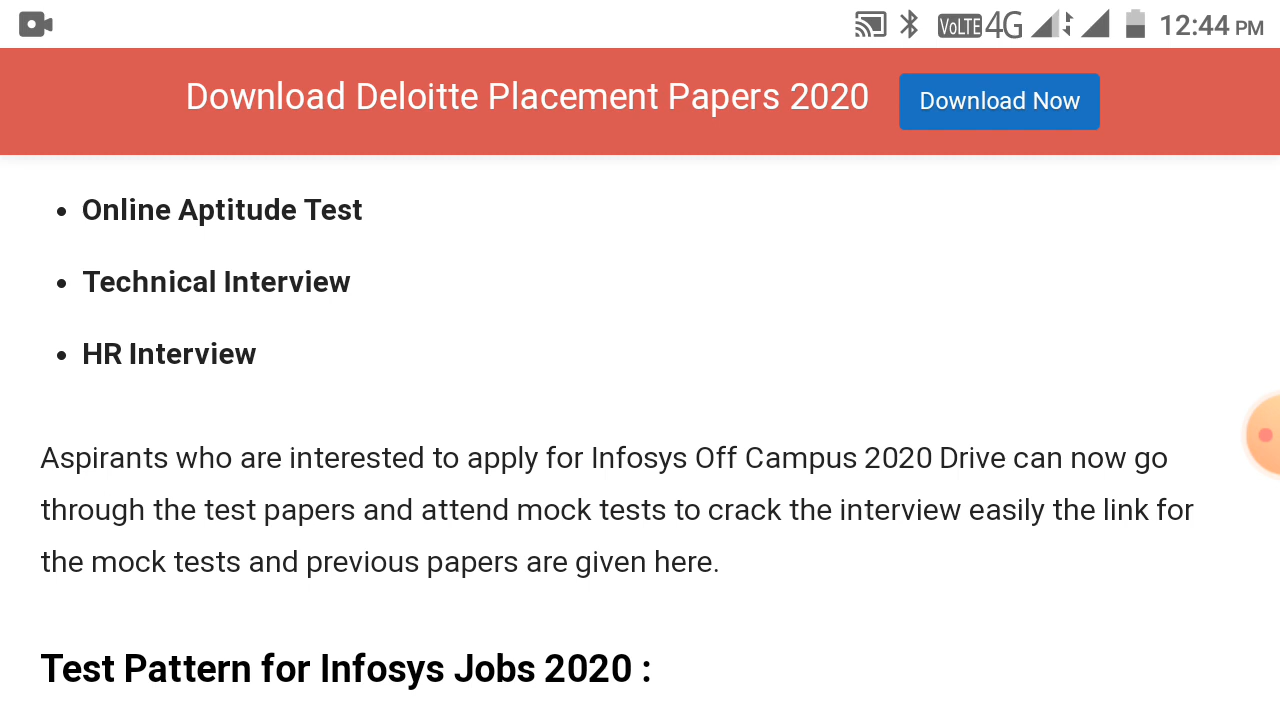 VoLTE 4G 12:44 PM
Download Deloitte Placement Papers 2020 Download Now
• Online Aptitude Test
• Technical Interview
• HR Interview
Aspirants who are interested to apply for Infosys Off Campus 2020 Drive can now go
through the test papers and attend mock tests to crack the interview easily the link for
the mock tests and previous papers are given here.
Test Pattern for Infosys Jobs 2020 :